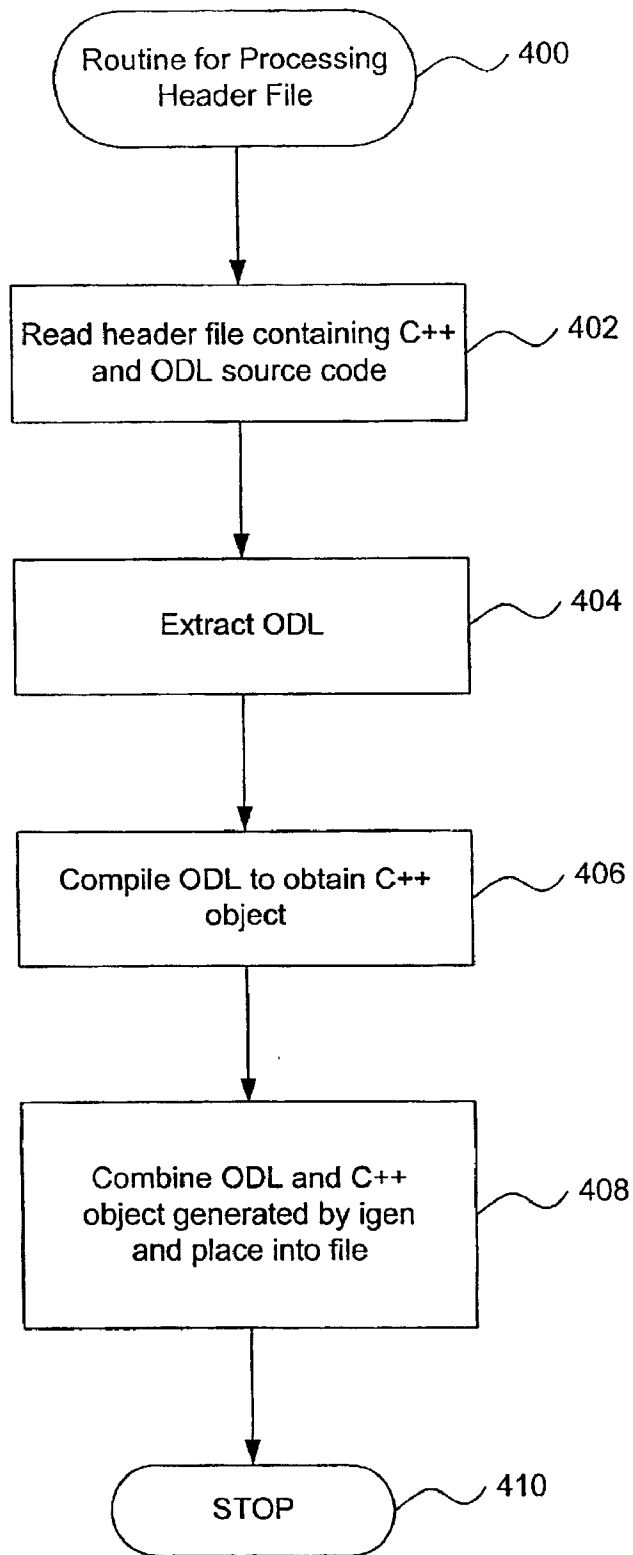 Routine for Processing
Header File
400
Read header file containing C++
and ODL source code
402
Extract ODL
404
Compile ODL to obtain C++
object
406
Combine ODL and C++
object generated by igen
and place into file
408
STOP
410